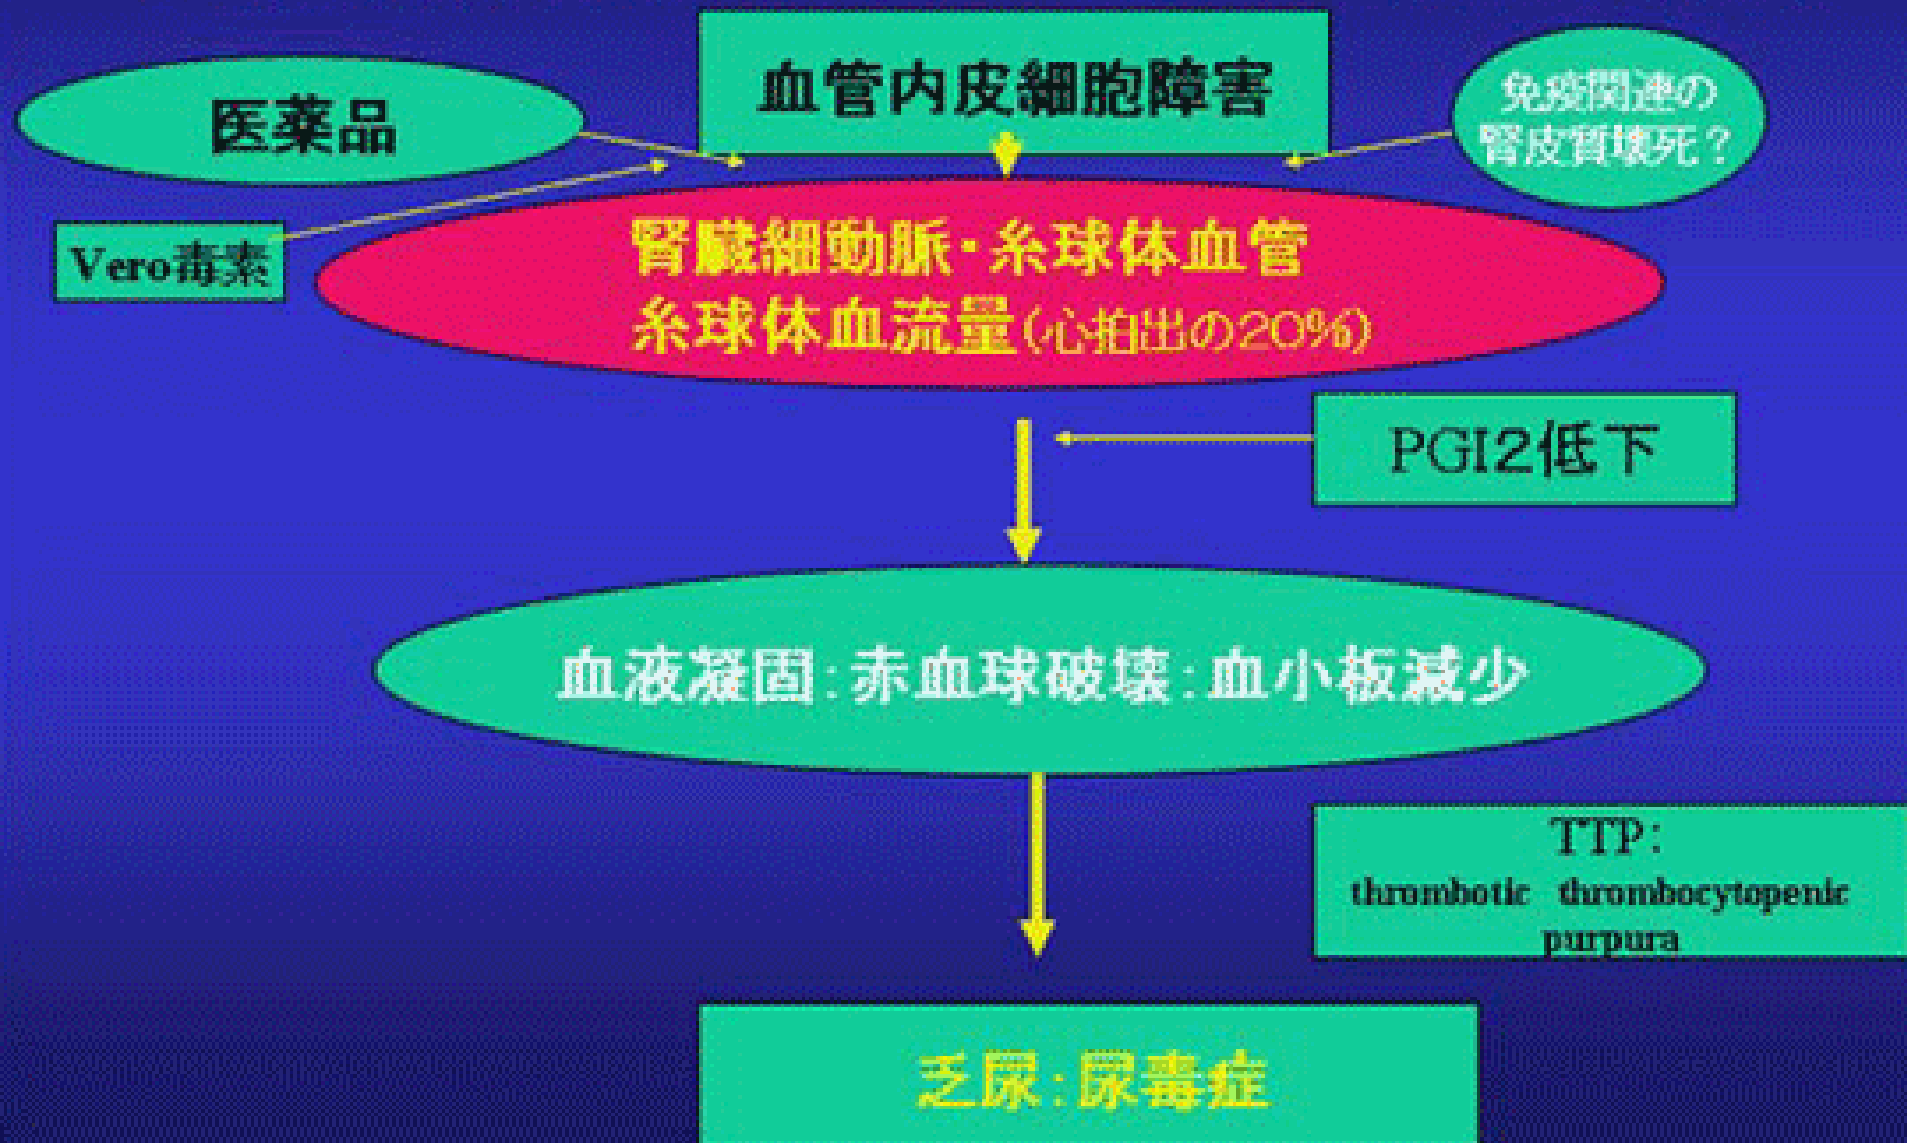 血管内皮細胞障害
医薬品
免疫関連の
腎皮質壊死？
Vero毒素
腎臓細動脈・糸球体血管
糸球体血流量(心拍出の20%)
PGI2低下
血液凝固:赤血球破壊:血小板減少
TTP:
thrombotic thrombocytopenic
purpura
乏尿:尿毒症